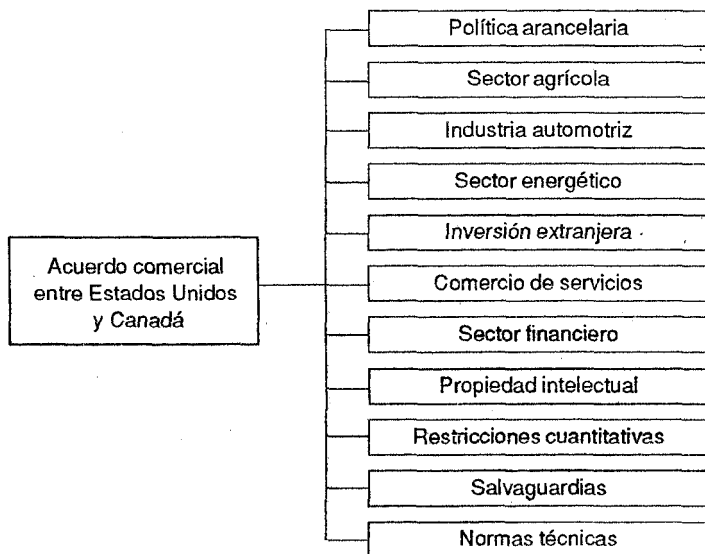 Política arancelaria
Sector agrícola
Industria automotriz
Sector energético
Inversión extranjera
Acuerdo comercial
entre Estados Unidos
y Canadá
Comercio de servicios
Sector financiero
Propiedad intelectual
Restricciones cuantitativas
Salvaguardias
Normas técnicas